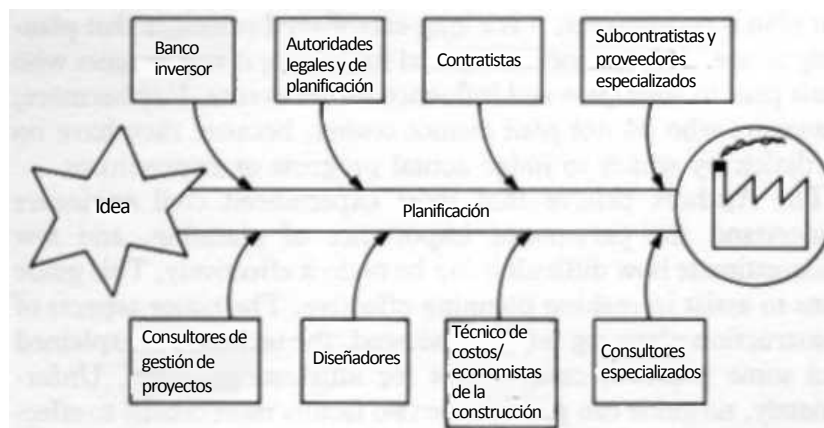 Banco
inversor
Autoridades
legales y de
planificación
Contratistas
Subcontratistas y
proveedores
especializados
Idea
Planificación
Consultores de
gestión de
proyectos
Diseñadores
Técnico de
costos/
economistas
de la
construcción
Consultores
especializados